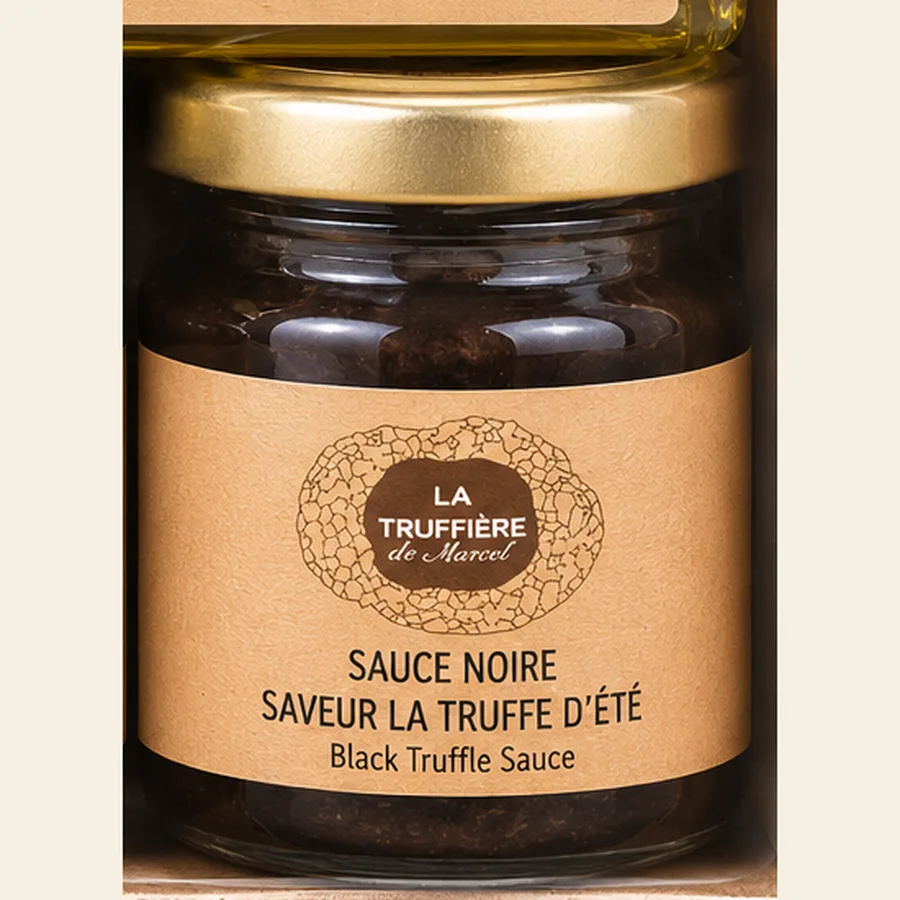 LA
TRUFFIÈRE
de Marcel
SAUCE NOIRE
SAVEUR LA TRUFFE D'ÉTÉ
Black Truffle Sauce